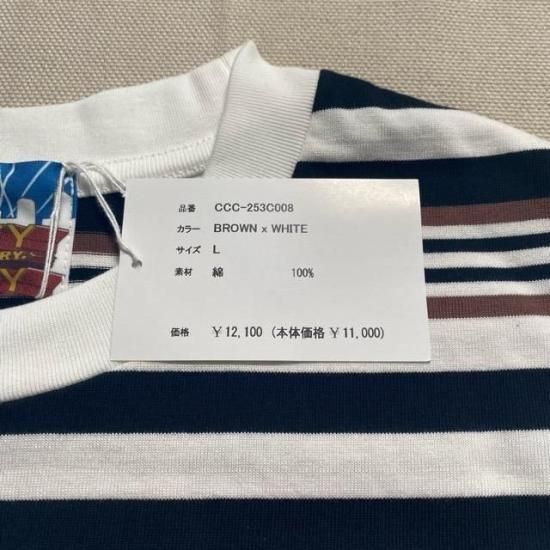 品番 CCC-253C008
カラー BROWN x WHITE
サイズ L
素材 綿 100%
価格 ￥12,100 (本体価格 ￥11,000)